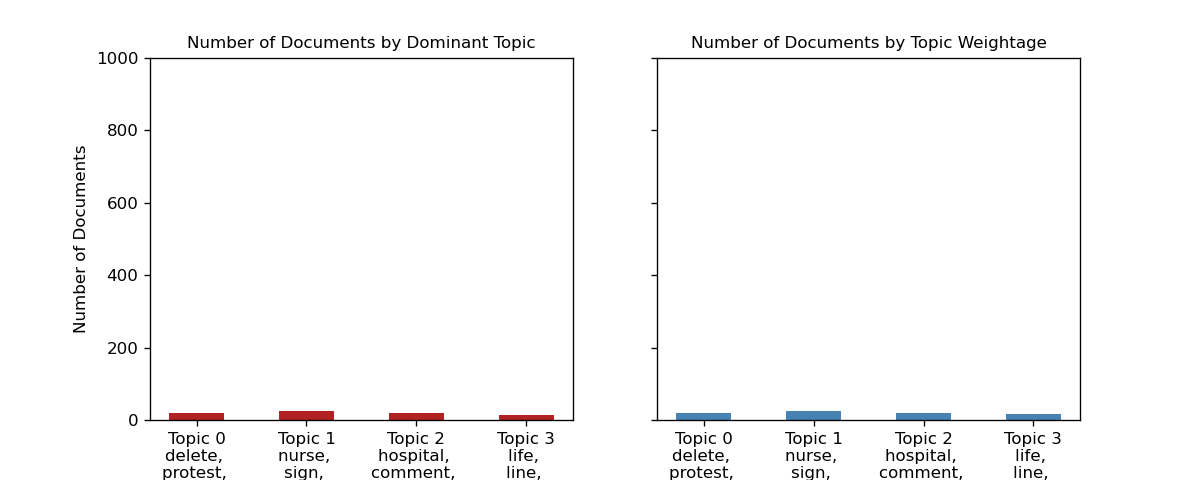 Number of Documents by Dominant Topic
Number of Documents
1000
800
600
400
200
0
Topic 0
delete,
protest,
Topic 1
nurse,
sign,
Topic 2
hospital,
comment,
Topic 3
life,
line,
Number of Documents by Topic Weightage
Topic 0
delete,
protest,
Topic 1
nurse,
sign,
Topic 2
hospital,
comment,
Topic 3
life,
line,